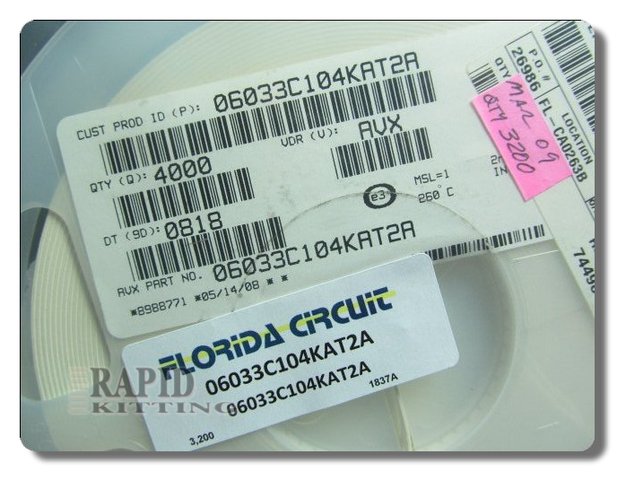 CUST PROD ID (P): 06033C104KAT2A
QTY (Q): 4000
VDR (V): AVX
DT (9D): 0818
MSL=1
e3
260°C
AVX PART NO. 06033C104KAT2A
*8988771 *05/14/08 * *
P.O.#
26986
QTY
LOCATION
FL-CA0263B
MAR 09
QTY 3200
FLORIDA CIRCUIT
06033C104KAT2A
06033C104KAT2A
3,200
1837A
RAPID
KITTING